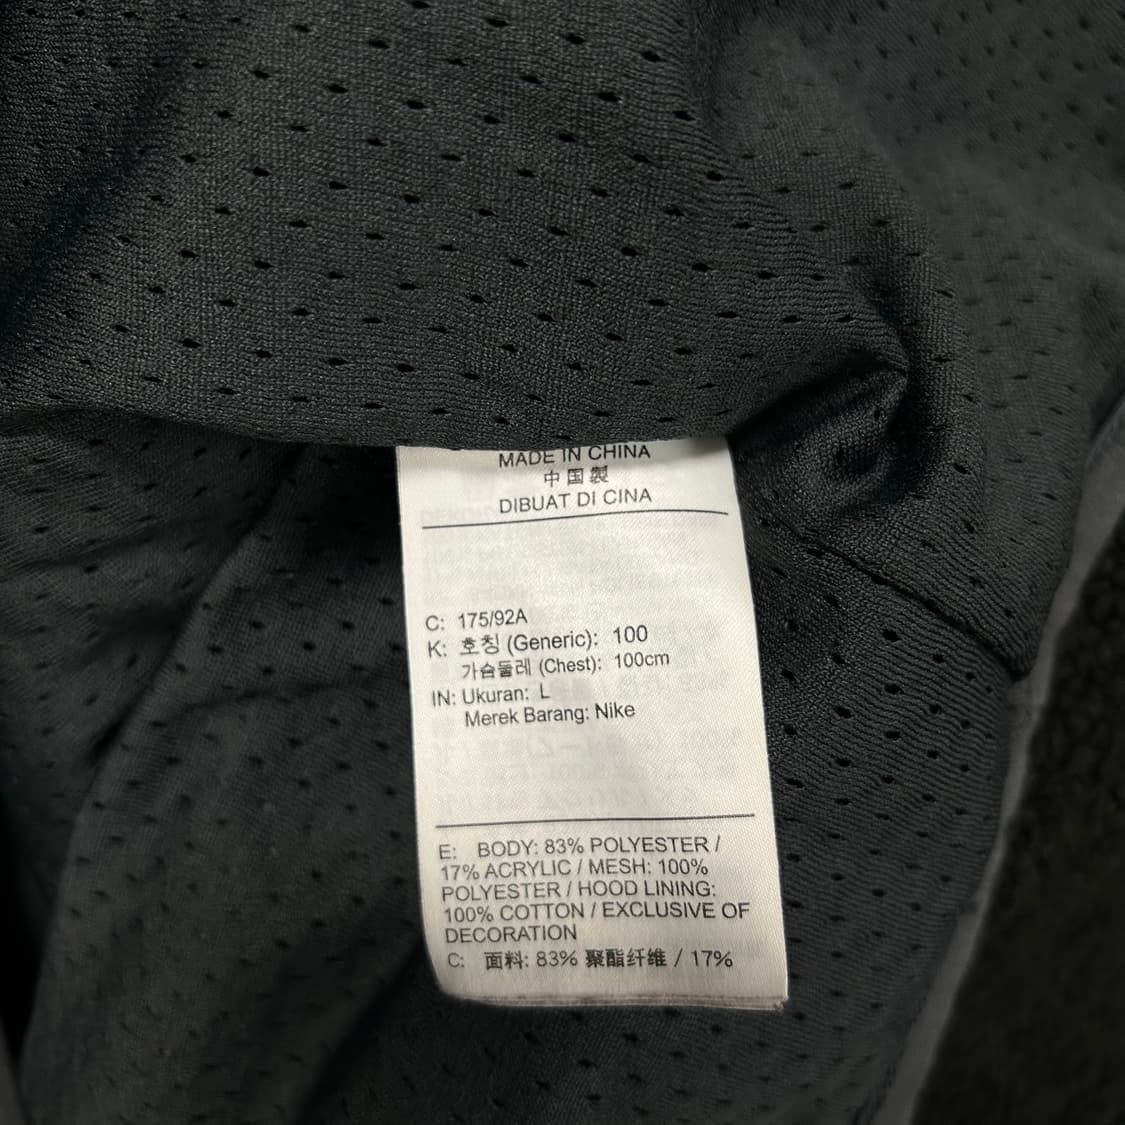 MADE IN CHINA
中国製
DIBUAT DI CINA
C: 175/92A
K: 호칭 (Generic): 100
가슴둘레 (Chest): 100cm
IN: Ukuran: L
Merek Barang: Nike
E: BODY: 83% POLYESTER /
17% ACRYLIC / MESH: 100%
POLYESTER / HOOD LINING:
100% COTTON / EXCLUSIVE OF
DECORATION
C: 面料: 83% 聚酯纤维 / 17%